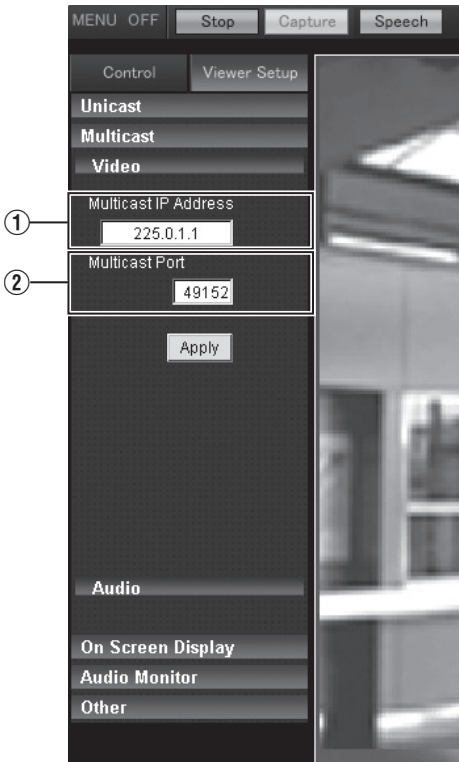 MENU OFF Stop Capture Speech
Control Viewer Setup
Unicast
Multicast
Video
① Multicast IP Address
225.0.1.1
② Multicast Port
49152
Apply
Audio
On Screen Display
Audio Monitor
Other